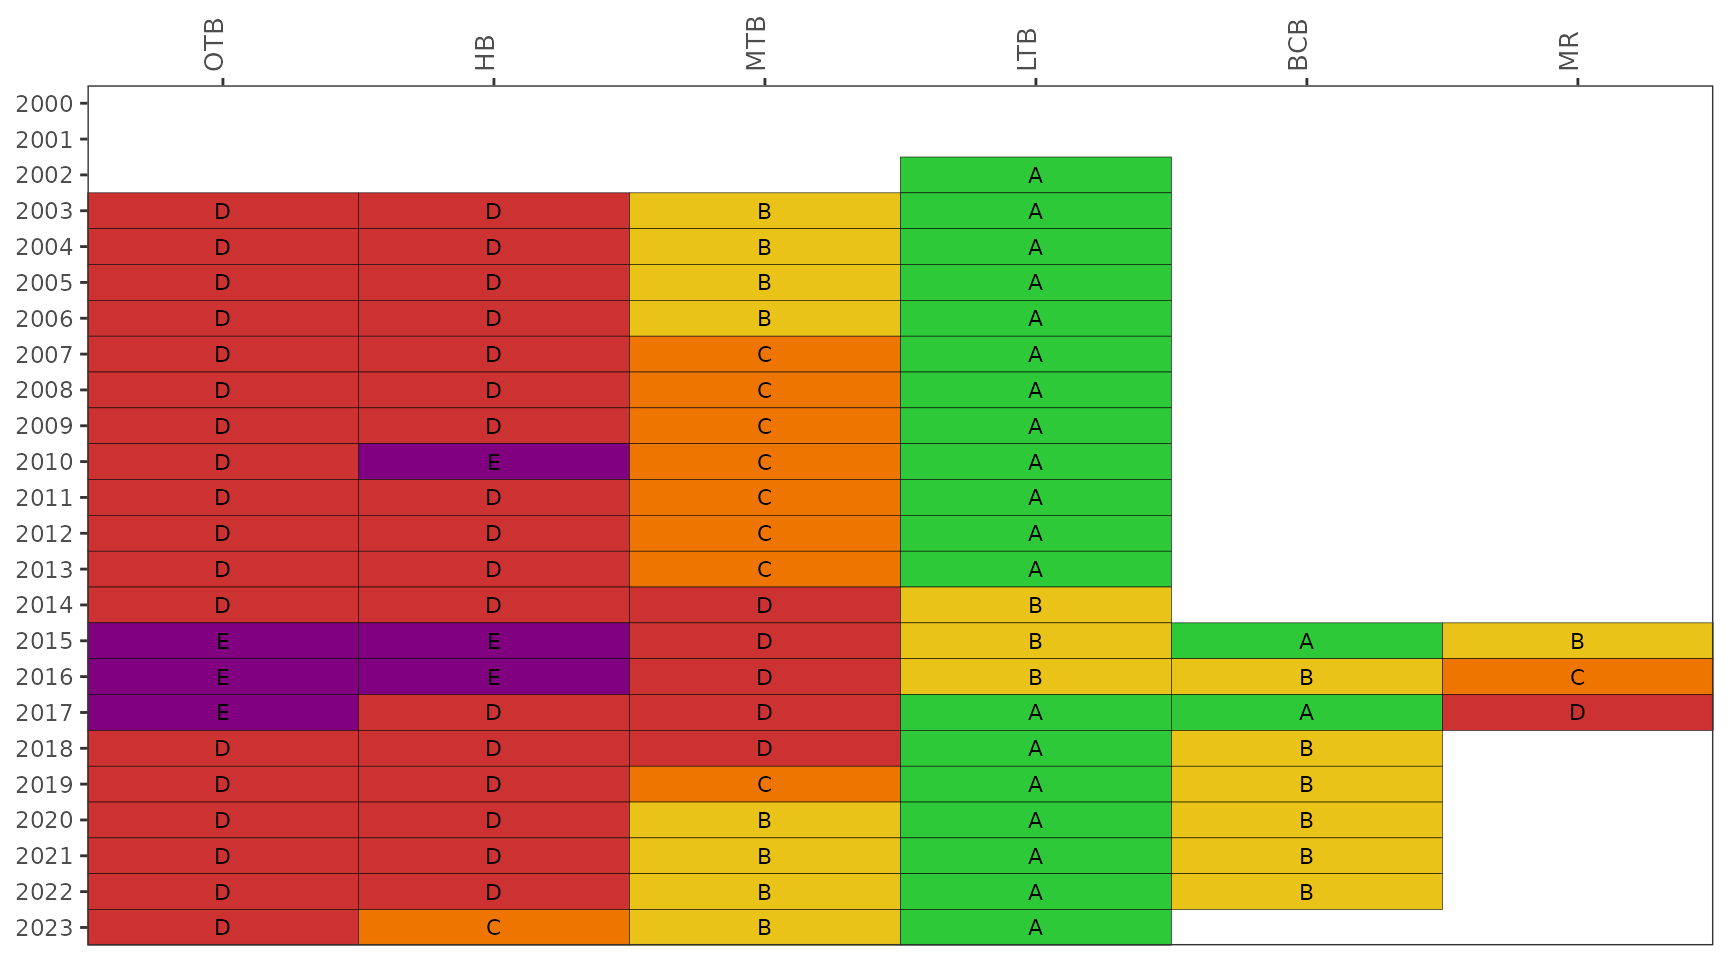 OTB HB MTB LTB BCB MR
2000
2001
2002 A
2003 D D B A
2004 D D B A
2005 D D B A
2006 D D B A
2007 D D C A
2008 D D C A
2009 D D C A
2010 D E C A
2011 D D C A
2012 D D C A
2013 D D C A
2014 D D D B
2015 E E D B A B
2016 E E D B B C
2017 E D D A A D
2018 D D D A B
2019 D D C A B
2020 D D B A B
2021 D D B A B
2022 D D B A B
2023 D C B A